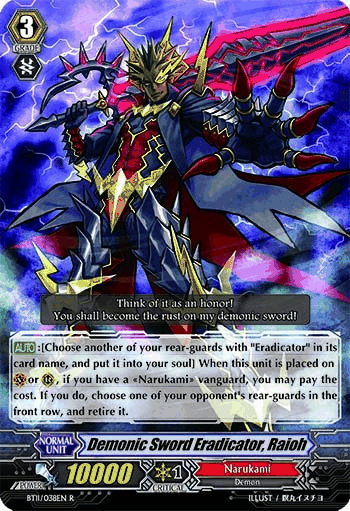 3
GRADE
Think of it as an honor!
You shall become the rust on my demonic sword!
AUTO:[Choose another of your rear-guards with "Eradicator" in its
card name, and put it into your soul] When this unit is placed on
or , if you have a «Narukami» vanguard, you may pay the
cost. If you do, choose one of your opponent's rear-guards in the
front row, and retire it.
NORMAL UNIT
Demonic Sword Eradicator, Raioh
POWER 10000 1 CRITICAL
Narukami
Demon
BT11/038EN R
ILLUST / 獣丸イヌチヨ